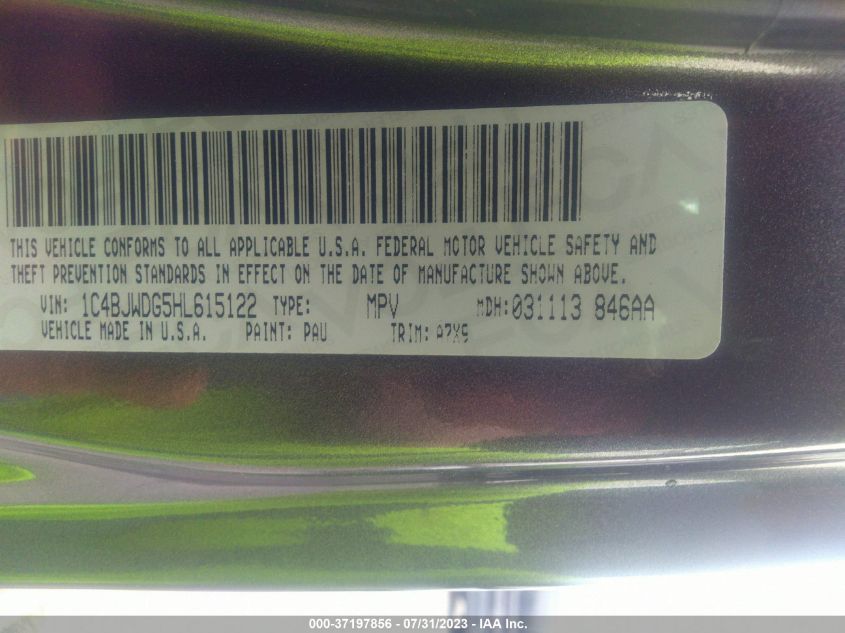 THIS VEHICLE CONFORMS TO ALL APPLICABLE U.S.A. FEDERAL MOTOR VEHICLE SAFETY AND
THEFT PREVENTION STANDARDS IN EFFECT ON THE DATE OF MANUFACTURE SHOWN ABOVE.
VIN: 1C4BJWDG5HL615122 TYPE: MPV MDH: 031113 846AA
VEHICLE MADE IN U.S.A. PAINT: PAU TRIM: A7X9
000-37197856 / 07/31/2023 - IAA Inc.